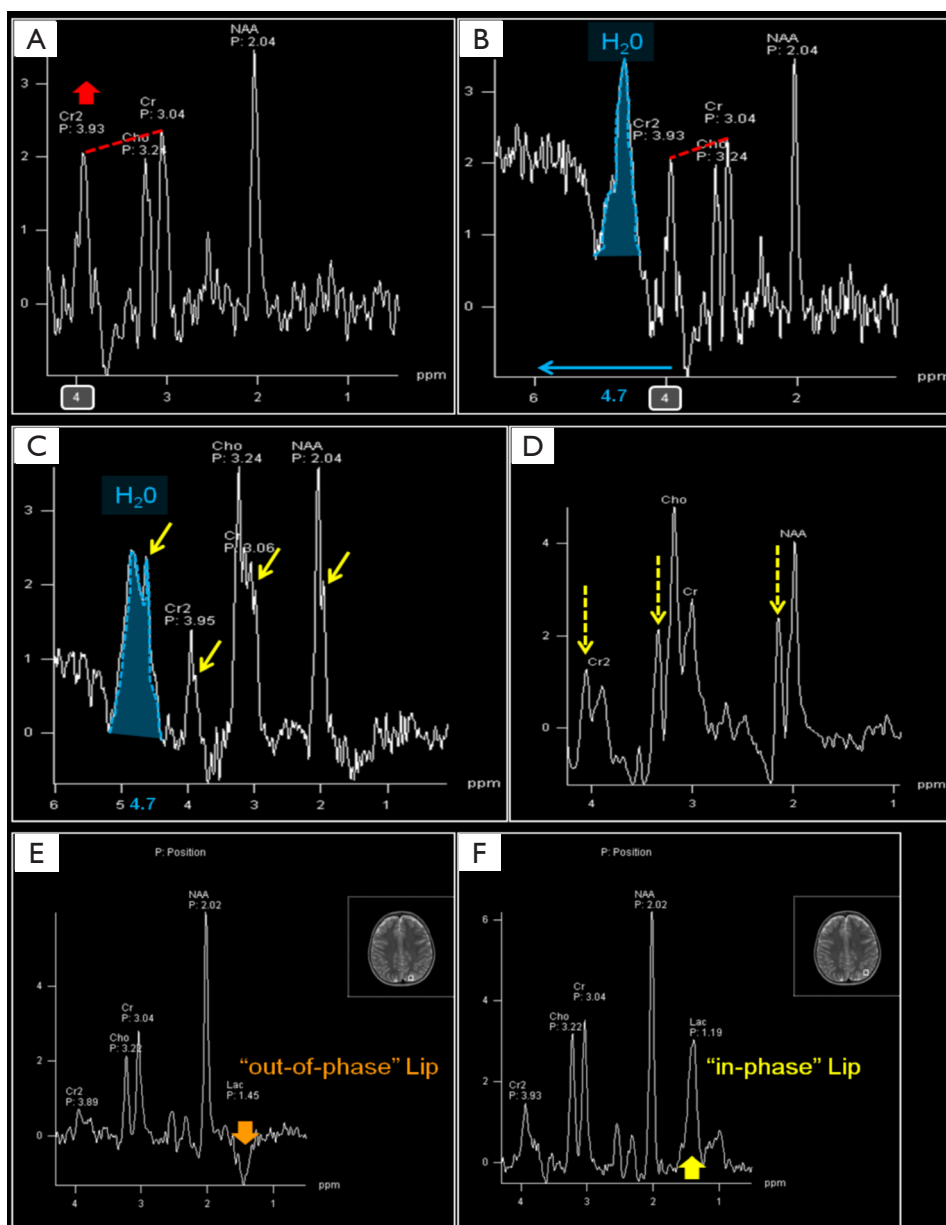 A
NAA
P: 2.04
Cr2
P: 3.93
Cr
P: 3.04
Cho
P: 3.24
3
2
1
0
4
3
2
1
ppm
B
H20
NAA
P: 2.04
Cr2
P: 3.93
Cr
P: 3.04
Cho
P: 3.24
3
2
1
0
6
4.7
4
2
ppm
C
H20
Cho
P: 3.24
NAA
P: 2.04
Cr
P: 3.06
Cr2
P: 3.95
3
2
1
0
6
5
4.7
4
3
2
1
ppm
D
Cho
NAA
Cr
Cr2
4
2
0
4
3
2
1
ppm
E
P: Position
NAA
P: 2.02
Cr
P: 3.04
Cho
P: 3.22
Cr2
P: 3.89
"out-of-phase" Lip
Lac
P: 1.45
4
2
0
4
3
2
1
ppm
F
P: Position
NAA
P: 2.02
Cr
P: 3.04
Cho
P: 3.22
Cr2
P: 3.93
Lac
P: 1.19
"in-phase" Lip
6
4
2
0
4
3
2
1
ppm